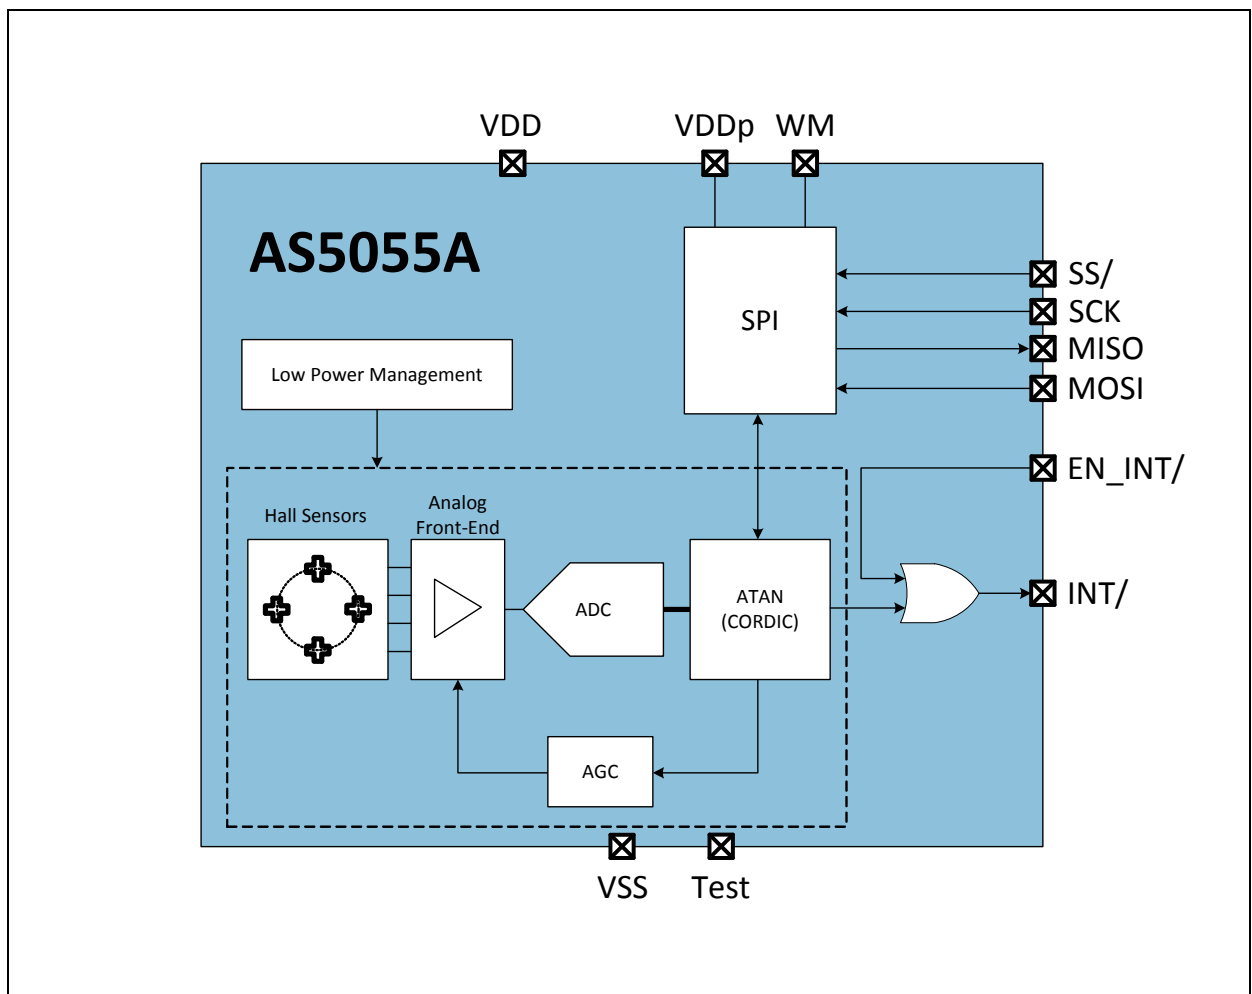 VDD
VDDp
WM
AS5055A
SPI
SS/
SCK
MISO
MOSI
Low Power Management
EN_INT/
Hall Sensors
Analog
Front-End
ADC
ATAN
(CORDIC)
INT/
AGC
VSS
Test